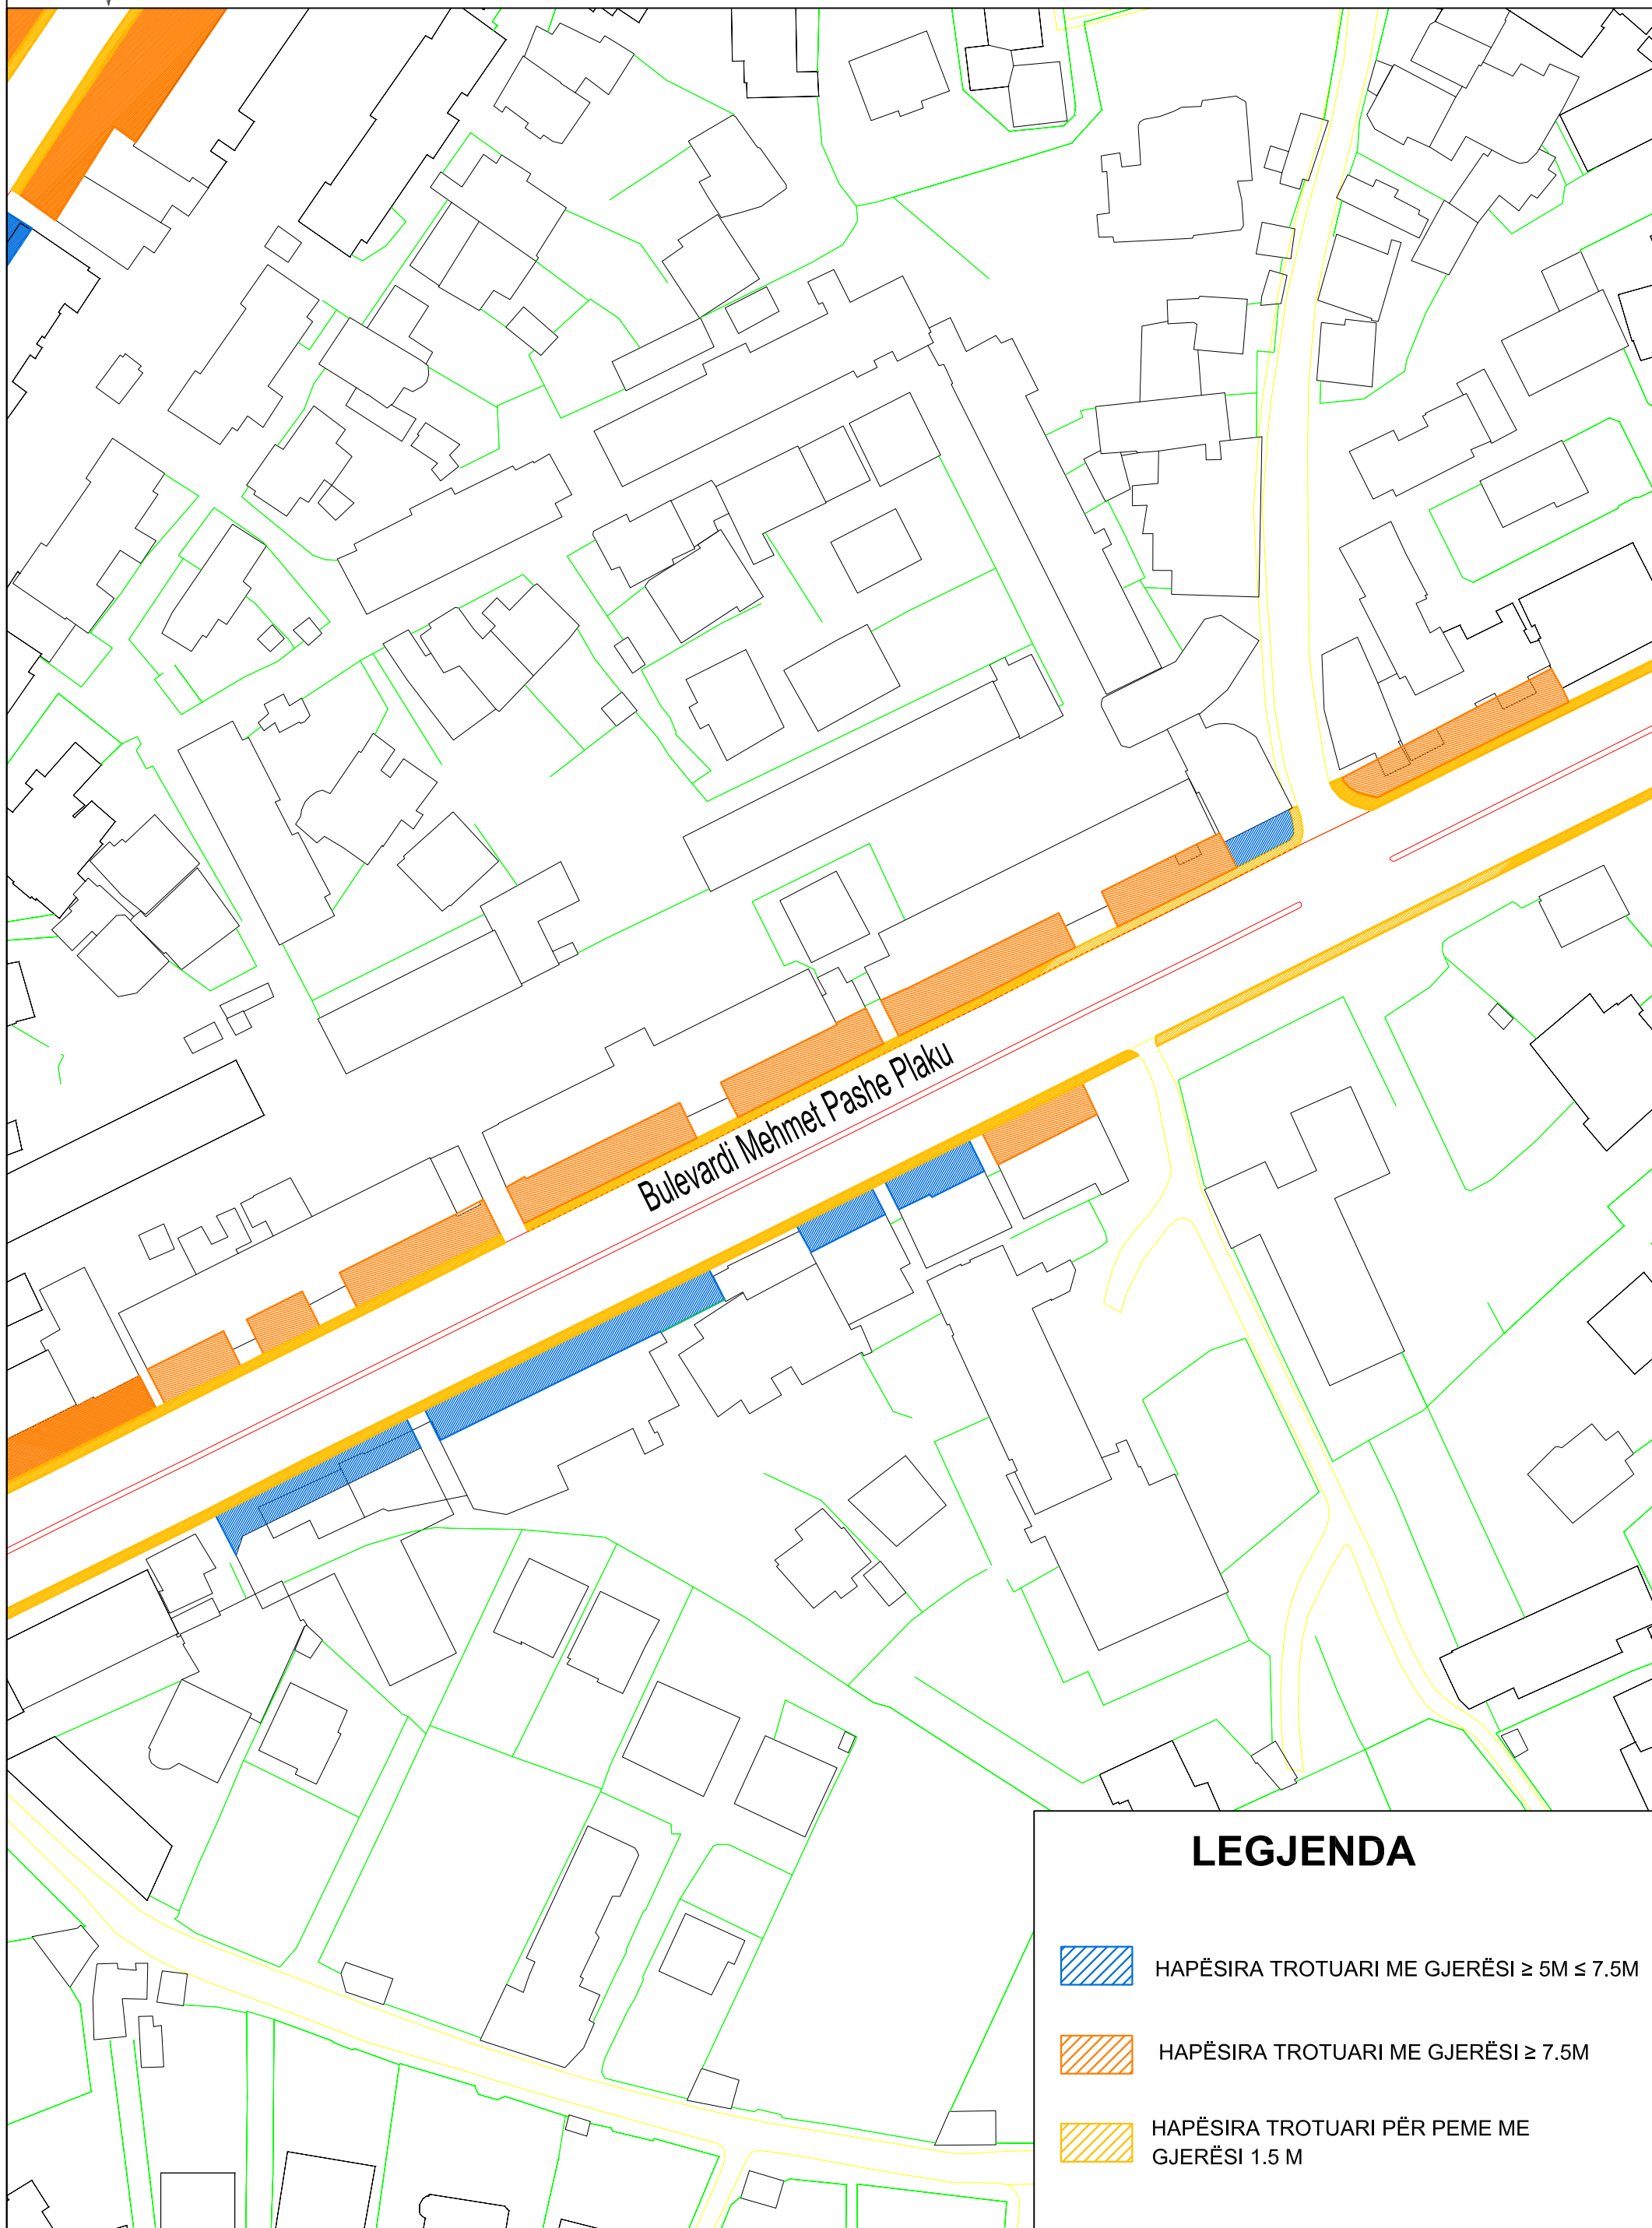 Bulevardi Mehmet Pashe Plaku
LEGJENDA
HAPËSIRA TROTUARI ME GJERËSI ≥ 5M ≤ 7.5M
HAPËSIRA TROTUARI ME GJERËSI ≥ 7.5M
HAPËSIRA TROTUARI PËR PEME ME
GJERËSI 1.5 M